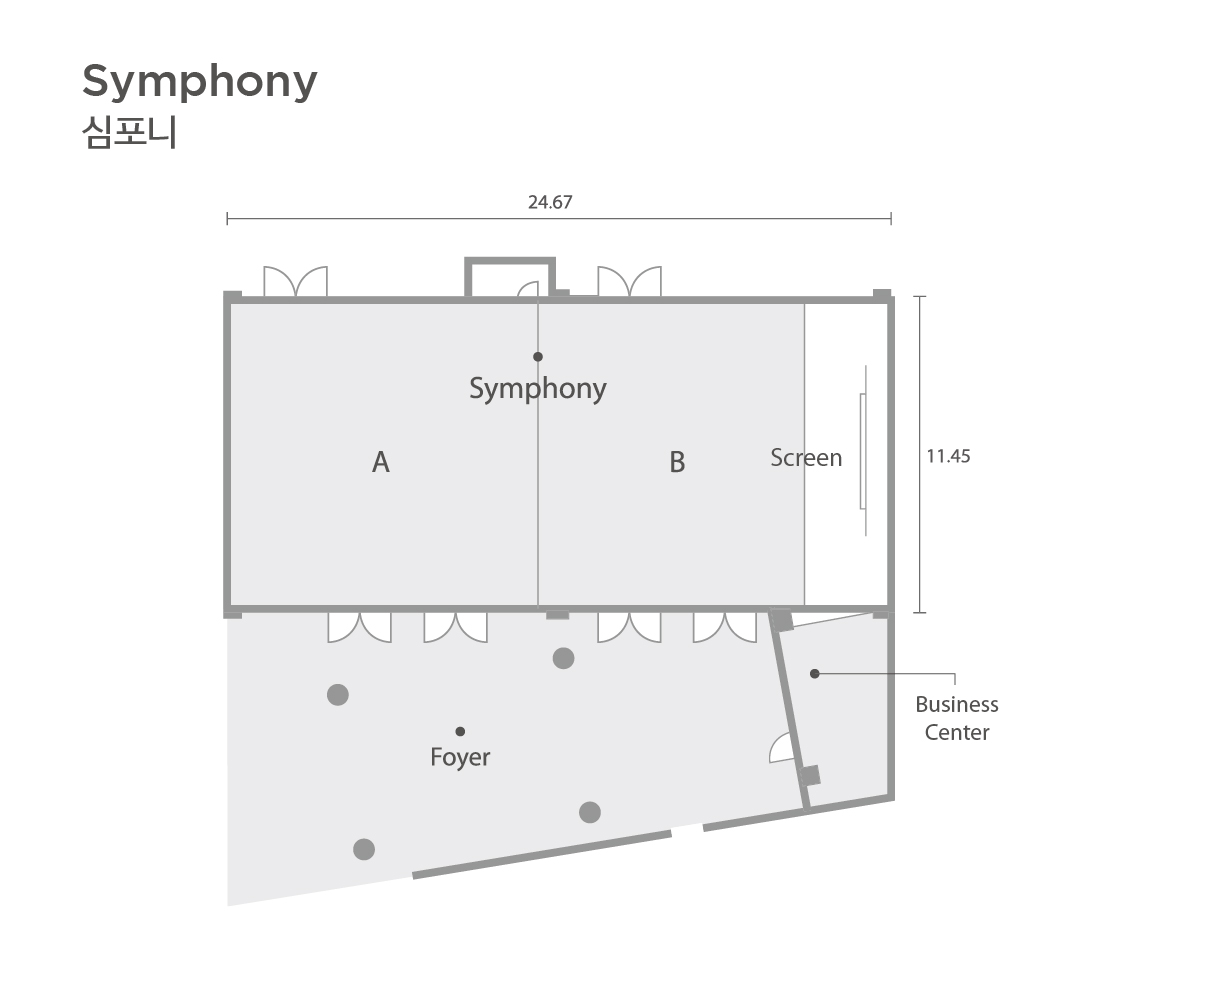 Symphony
심포니
24.67
Symphony
A
B
Screen
11.45
Business
Center
Foyer